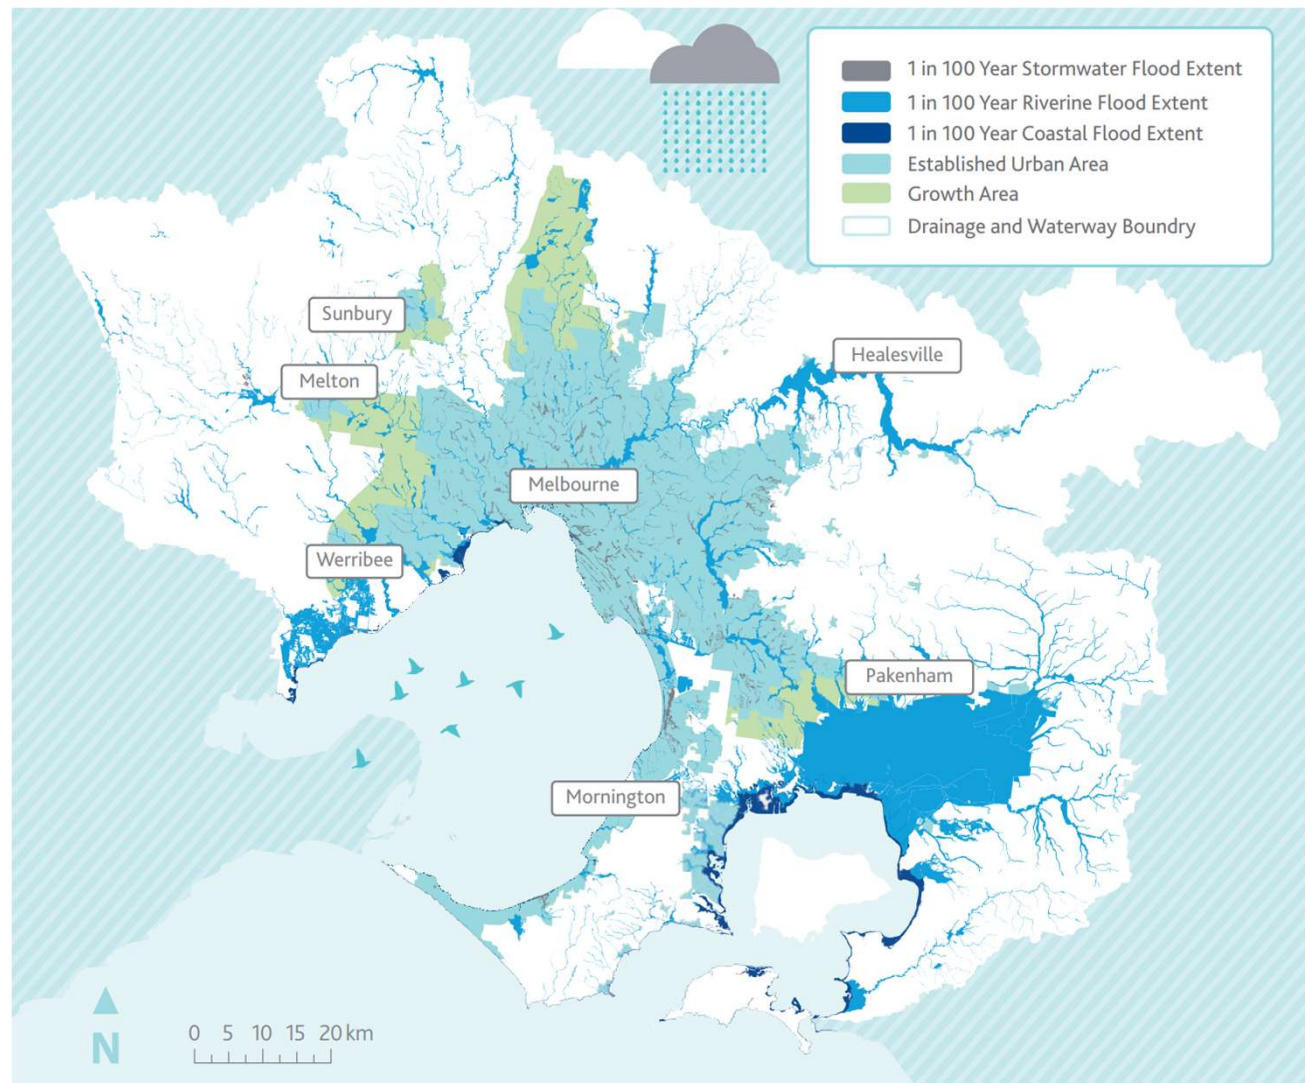 1 in 100 Year Stormwater Flood Extent
1 in 100 Year Riverine Flood Extent
1 in 100 Year Coastal Flood Extent
Established Urban Area
Growth Area
Drainage and Waterway Boundry
Sunbury
Healesville
Melton
Melbourne
Werribee
Pakenham
Mornington
N
0 5 10 15 20 km